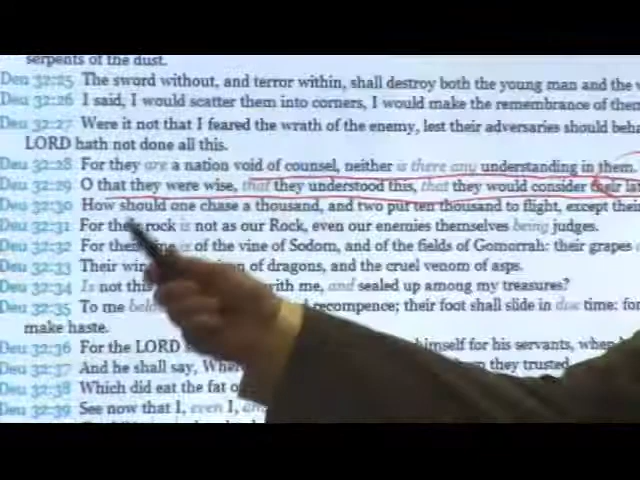 serpents of the dust.
Deu 32:25 The sword without, and terror within, shall destroy both the young man and the
Deu 32:26 I said, I would scatter them into corners, I would make the remembrance of
Deu 32:27 Were it not that I feared the wrath of the enemy, lest their adversaries should
LORD hath not done all this.
Deu 32:28 For they are a nation void of counsel, neither is there any understanding in them.
Deu 32:29 O that they were wise, that they understood this, that they would consider their
Deu 32:30 How should one chase a thousand, and two put ten thousand to flight, except
Deu 32:31 For their rock is not as our Rock, even our enemies themselves being judges.
Deu 32:32 For their vine is of the vine of Sodom, and of the fields of Gomorrah: their grapes
Deu 32:33 Their of dragons, and the cruel venom of asps.
Deu 32:34 Is not this with me, and sealed up among my treasures?
Deu 32:35 To me recompence; their foot shall slide in due time: for
make haste.
Deu 32:36 For the LORD himself for his servants, when
Deu 32:37 And he shall say, they trusted,
Deu 32:38 Which did eat the fat
Deu 32:39 See now that I, even I,